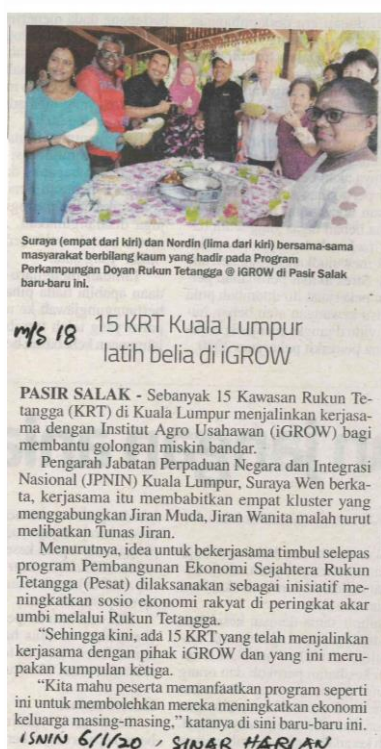 Suraya (empat dari kiri) dan Nordin (lima dari kiri) bersama-sama
masyarakat berbilang kaum yang hadir pada Program
Perkampungan Doyan Rukun Tetangga @ iGROW di Pasir Salak
baru-baru ini.
m/s 18
15 KRT Kuala Lumpur
latih belia di iGROW
PASIR SALAK - Sebanyak 15 Kawasan Rukun Te-
tangga (KRT) di Kuala Lumpur menjalinkan kerjasa-
ma dengan Institut Agro Usahawan (iGROW) bagi
membantu golongan miskin bandar.
Pengarah Jabatan Perpaduan Negara dan Integrasi
Nasional (JPNIN) Kuala Lumpur, Suraya Wen berka-
ta, kerjasama itu membabitkan empat kluster yang
menggabungkan Jiran Muda, Jiran Wanita malah turut
melibatkan Tunas Jiran.
Menurutnya, idea untuk bekerjasama timbul selepas
program Pembangunan Ekonomi Sejahtera Rukun
Tetangga (Pesat) dilaksanakan sebagai inisiatif me-
ningkatkan sosio ekonomi rakyat di peringkat akar
umbi melalui Rukun Tetangga.
"Sehingga kini, ada 15 KRT yang telah menjalinkan
kerjasama dengan pihak iGROW dan yang ini meru-
pakan kumpulan ketiga.
"Kita mahu peserta memanfaatkan program seperti
ini untuk membolehkan mereka meningkatkan ekonomi
keluarga masing-masing," katanya di sini baru-baru ini.
ISNIN 6/1/20, SINAR HARIAN